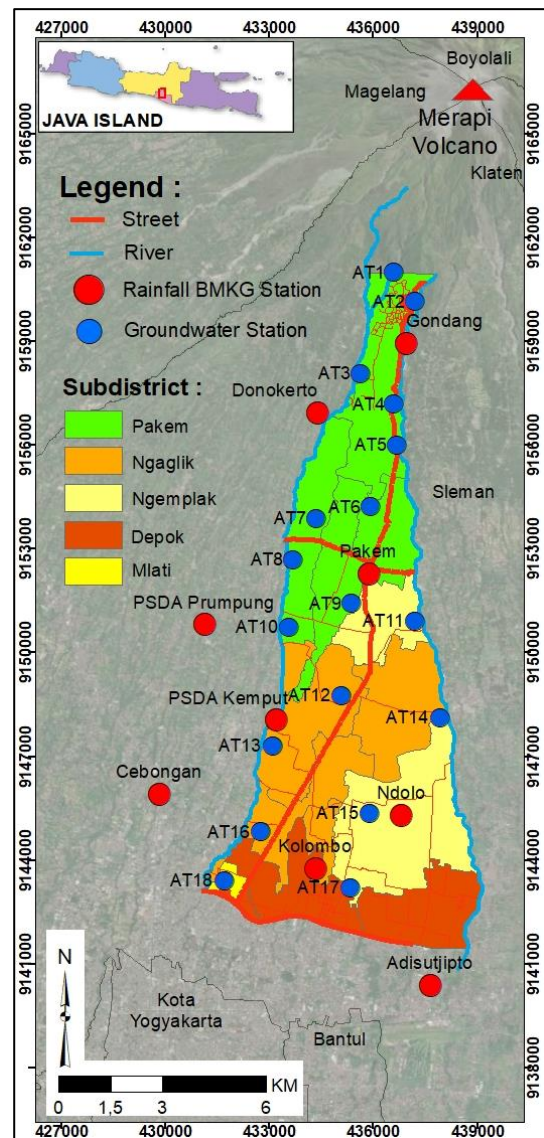 427000 430000 433000 436000 439000
JAVA ISLAND
Boyolali
Magelang
Merapi
Volcano
Klaten
9165000
9162000
9159000
9156000
9153000
9150000
9147000
9144000
9141000
9138000
9165000
9162000
9159000
9156000
9153000
9150000
9147000
9144000
9141000
9138000
Legend :
Street
River
Rainfall BMKG Station
Groundwater Station
Subdistrict :
Pakem
Ngaglik
Ngemplak
Depok
Mlati
AT1
AT2
Gondang
AT3
Donokerto
AT4
AT5
Sleman
AT6
AT7
Pakem
AT8
AT9
PSDA Prumpung
AT10
AT11
AT12
PSDA Kemput
AT14
AT13
Cebongan
Ndolo
AT15
AT16
Kolombo
AT18
AT17
Adisutjipto
N
Kota
Yogyakarta
Bantul
KM
0 1,5 3 6
427000 430000 433000 436000 439000